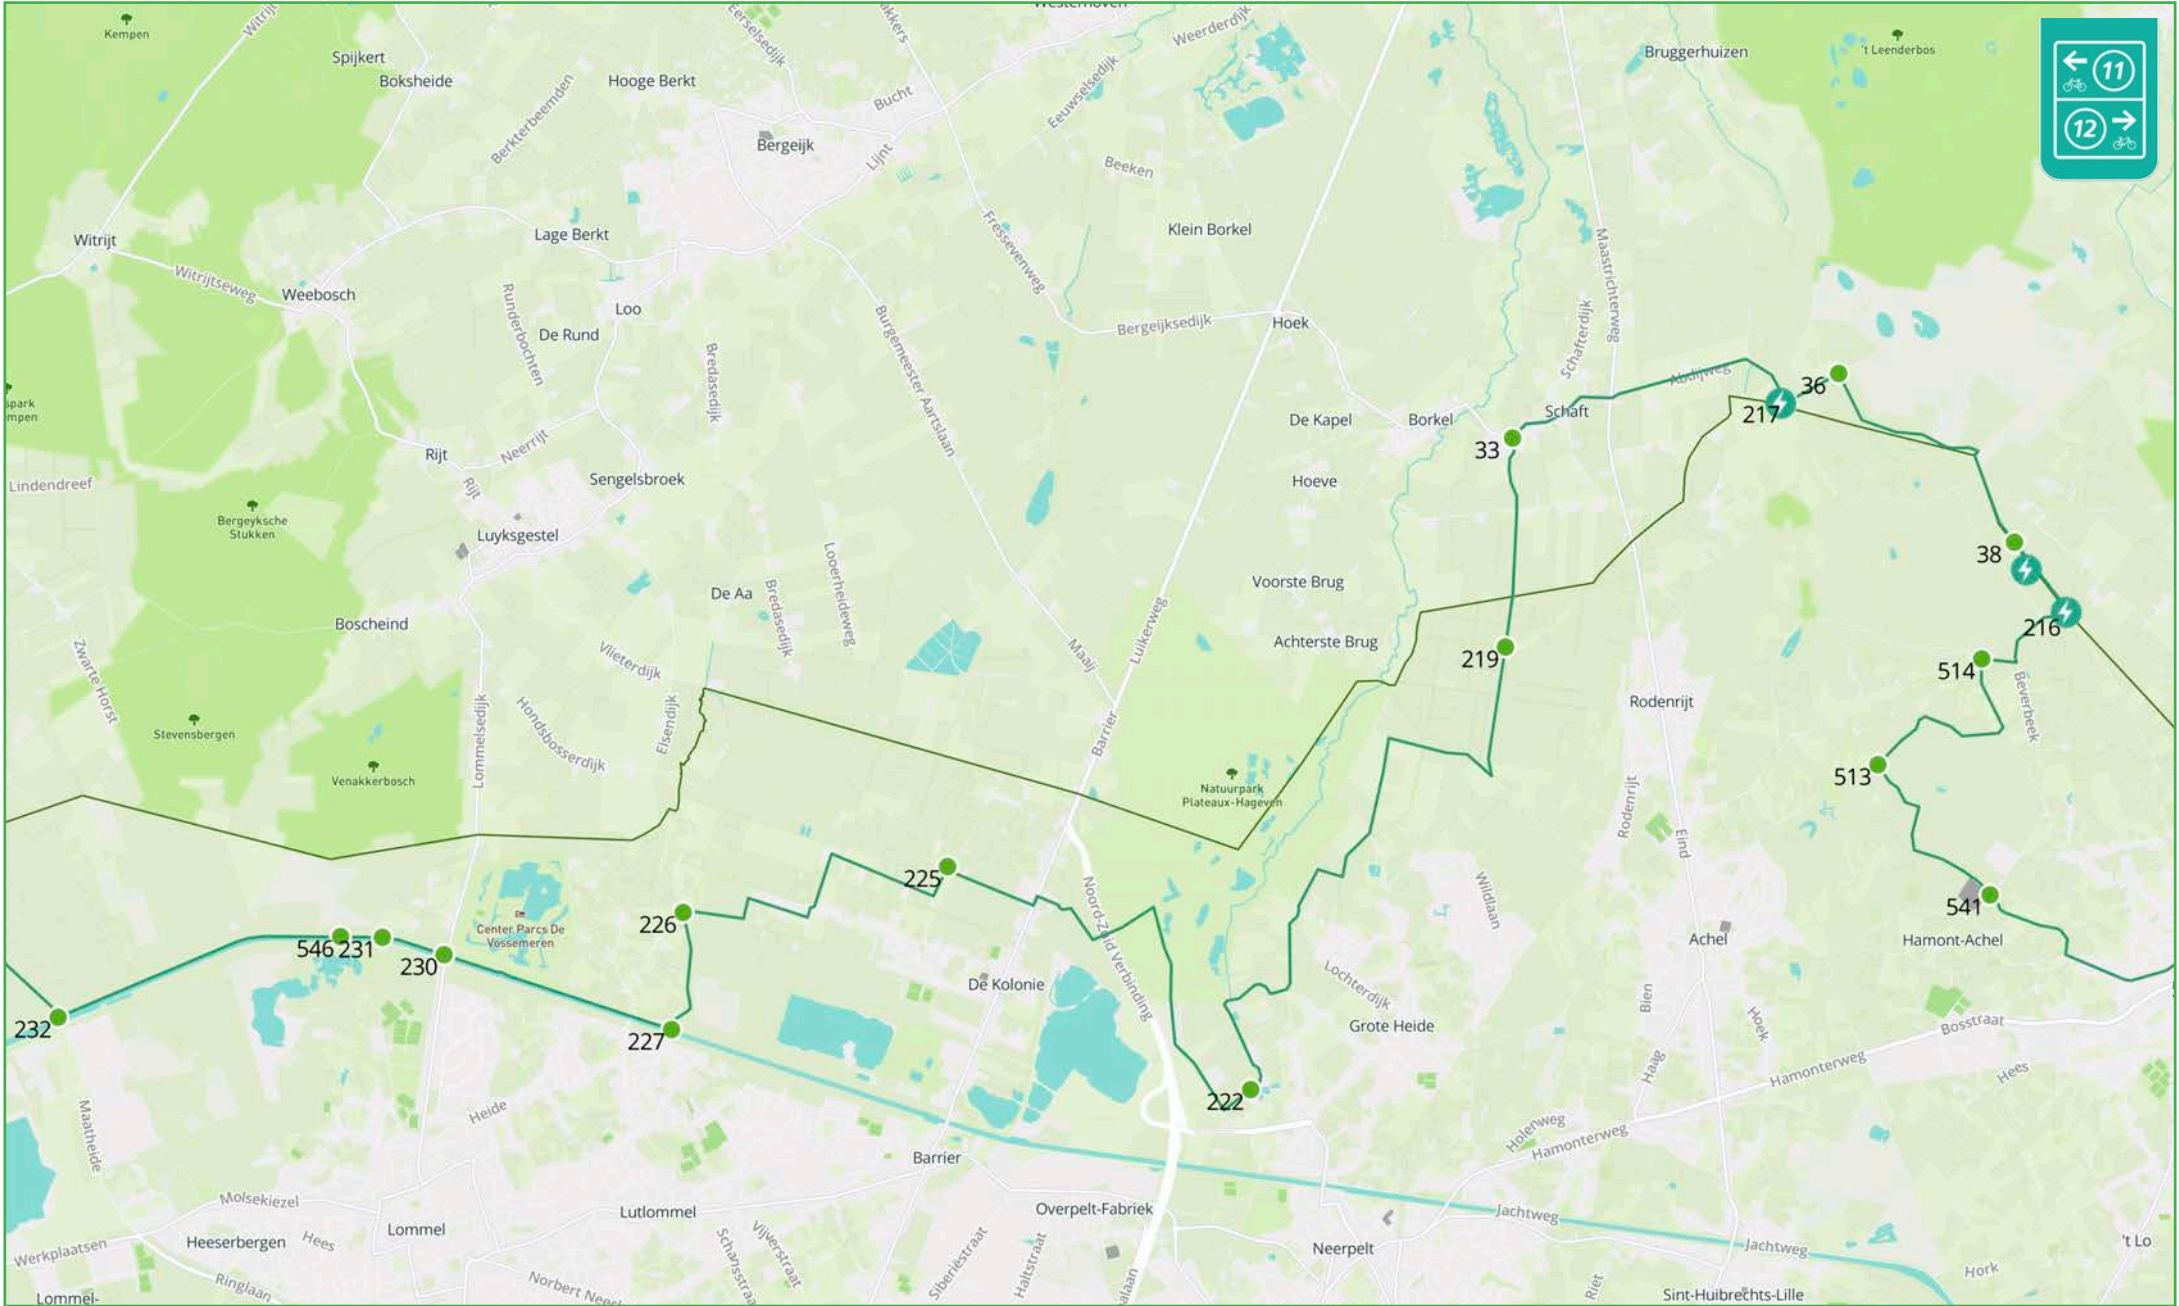 Westerhoven
Kempen
Witrijt
Eerselsedijk
Weerderdijk
't Leenderbos
Spijkert
Bruggerhuizen
Boksheide
Hooge Berkt
11
12
Bucht
Eeuwselsedijk
Berkterbeemden
Bergeijk
Lijnt
Beeken
Witrijt
Lage Berkt
Klein Borkel
Fressevenweg
Maastrichterweg
Witrijtseweg
Weebosch
Runderbochten
Loo
De Rund
Bergeijksedijk
Hoek
Schafterdijk
Burgemeester Aartslaan
Bredasedijk
Abdijweg
36
217
Schaft
De Kapel
Borkel
33
Rijt
Neerrijt
Rijt
Sengelsbroek
Hoeve
Lindendreef
Bergeyksche
Stukken
Luyksgestel
38
Looerheideweg
De Aa
Bredasedijk
Voorste Brug
Luikerweg
Boscheind
Achterste Brug
216
219
514
Zwarte Horst
Vlieterdijk
Maaij
Rodenrijt
Beverbeek
Stevensbergen
Lommelsedijk
Hondsbosserdijk
Elsendijk
Barrier
Venakkerbosch
Natuurpark
Plateaux-Hageven
513
Rodenrijt
Eind
225
Wildlaan
541
Center Parcs De
Vossemeren
226
546
231
230
Noord-Zuid Verbinding
Achel
Hamont-Achel
De Kolonie
Lochterdijk
Bien
Hoek
232
227
Grote Heide
Bosstraat
Haag
Hamonterweg
Hees
222
Maatheide
Heide
Holerweg
Hamonterweg
Barrier
Molsekiezel
Lutlommel
Overpelt-Fabriek
Jachtweg
Jachtweg
't Lo
Werkplaatsen
Heeserbergen
Hees
Lommel
Schansstraat
Vijverstraat
Siberiëstraat
Haltstraat
Neerpelt
Hork
Ringlaan
Riet
Sint-Huibrechts-Lille
Lommel-